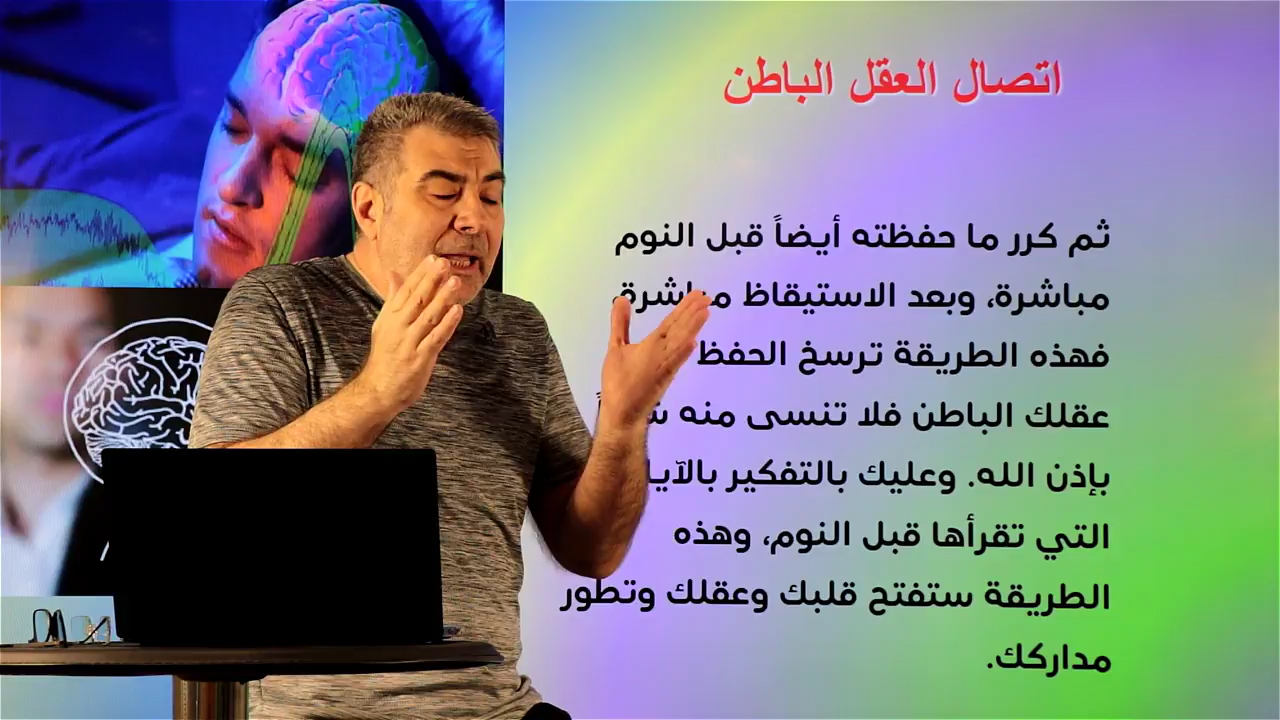 اتصال العقل الباطن
ثم كرر ما حفظته أيضاً قبل النوم
مباشرة، وبعد الاستيقاظ مباشرة،
فهذه الطريقة ترسخ الحفظ
عقلك الباطن فلا تنسى منه
بإذن الله. وعليك بالتفكير
التي تقرأها قبل النوم، وهذه
الطريقة ستفتح قلبك وعقلك وتطور
مداركك.